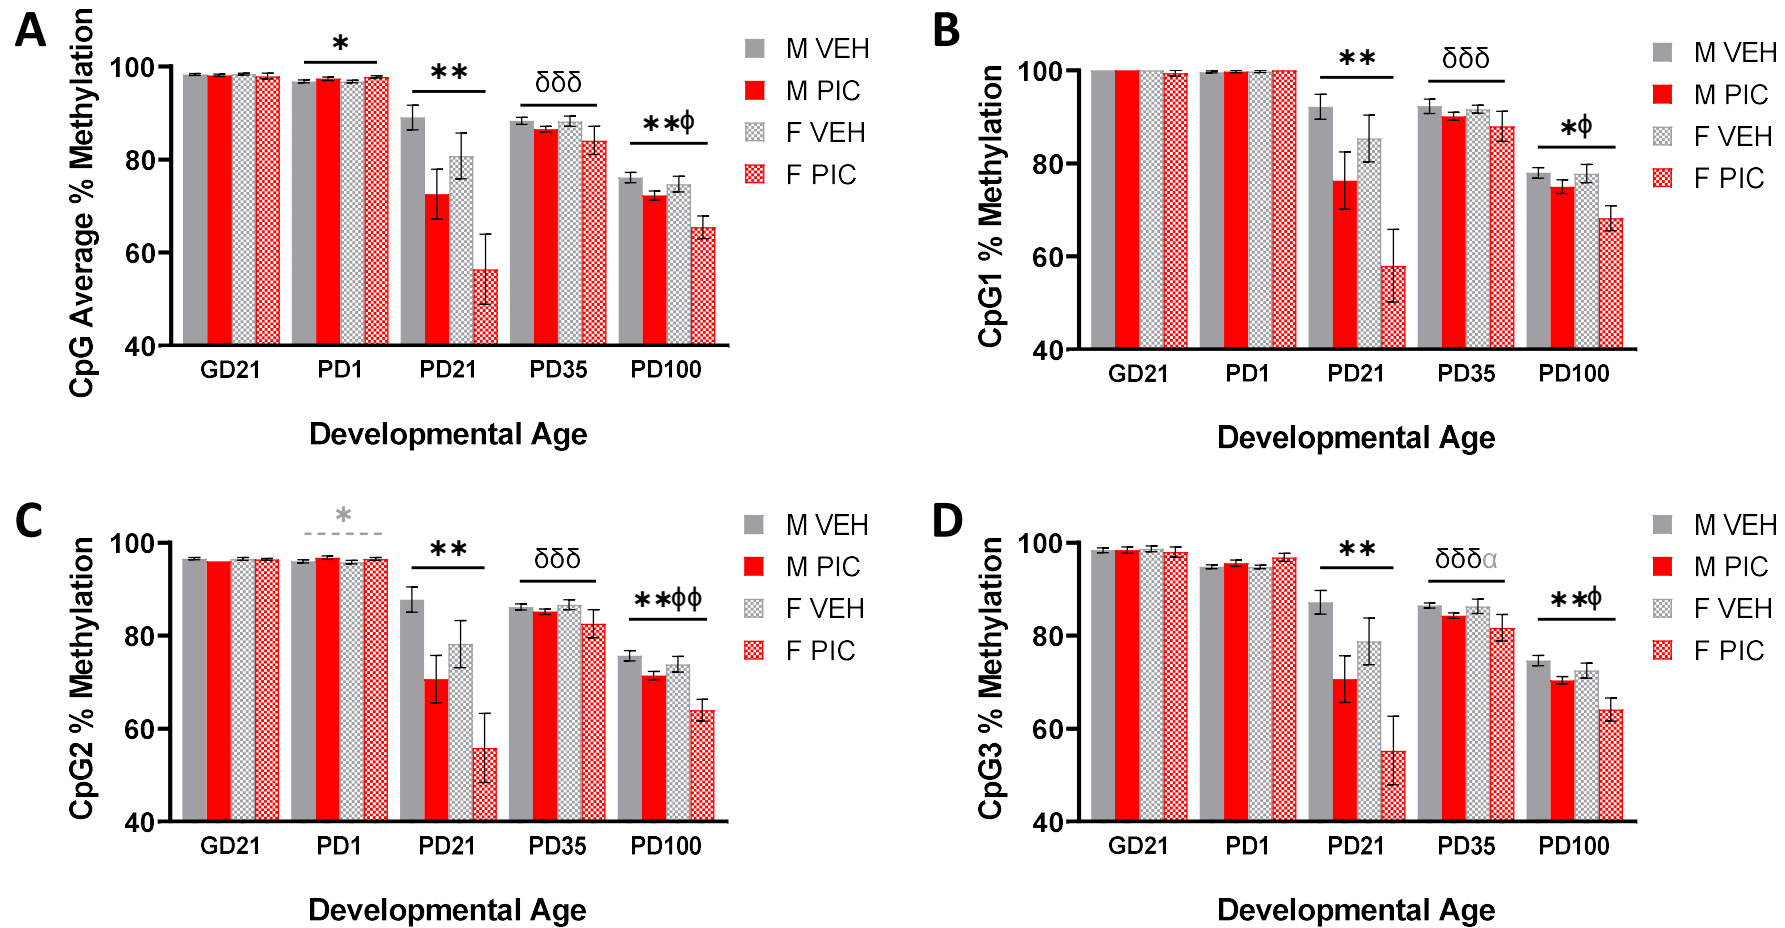 A
CpG Average % Methylation
100
80
60
40
*
**
δδδ
**ϕ
GD21 PD1 PD21 PD35 PD100
Developmental Age
M VEH
M PIC
F VEH
F PIC
B
CpG1 % Methylation
100
80
60
40
**
δδδ
*ϕ
GD21 PD1 PD21 PD35 PD100
Developmental Age
M VEH
M PIC
F VEH
F PIC
C
CpG2 % Methylation
100
80
60
40
*
**
δδδ
**ϕϕ
GD21 PD1 PD21 PD35 PD100
Developmental Age
M VEH
M PIC
F VEH
F PIC
D
CpG3 % Methylation
100
80
60
40
**
δδδα
**ϕ
GD21 PD1 PD21 PD35 PD100
Developmental Age
M VEH
M PIC
F VEH
F PIC